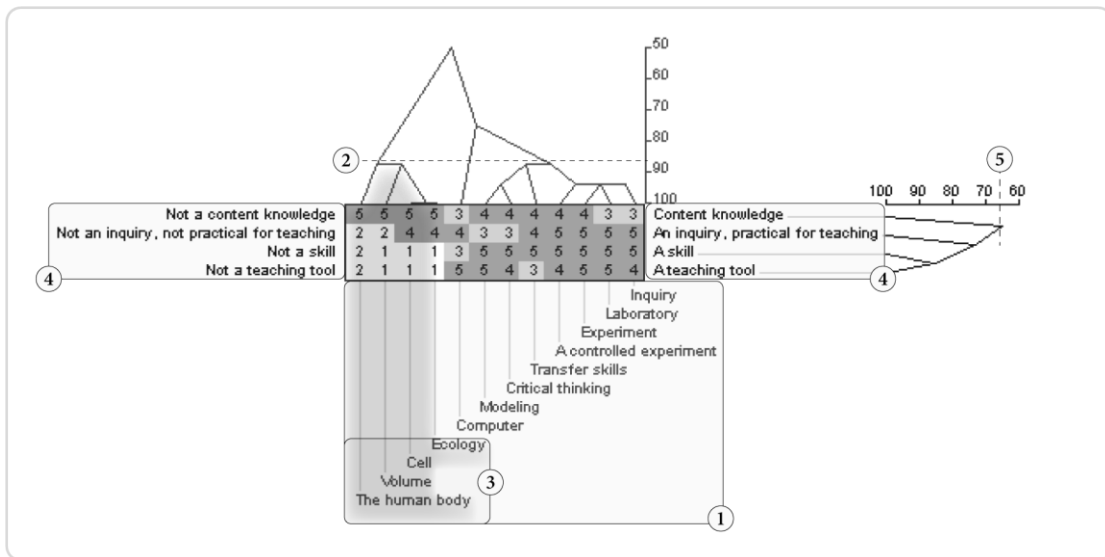 50
60
70
80
2
90
5
100
100 90 80 70 60
Not a content knowledge 5 5 5 5 3 4 4 4 4 4 3 3 Content knowledge
Not an inquiry, not practical for teaching 2 2 4 4 4 3 3 4 5 5 5 5 An inquiry, practical for teaching
Not a skill 2 1 1 1 3 5 5 5 5 5 5 5 A skill
Not a teaching tool 2 1 1 1 5 5 4 3 4 5 5 4 A teaching tool
4 4
Inquiry
Laboratory
Experiment
A controlled experiment
Transfer skills
Critical thinking
Modeling
Computer
Ecology
Cell
Volume
3
The human body
1